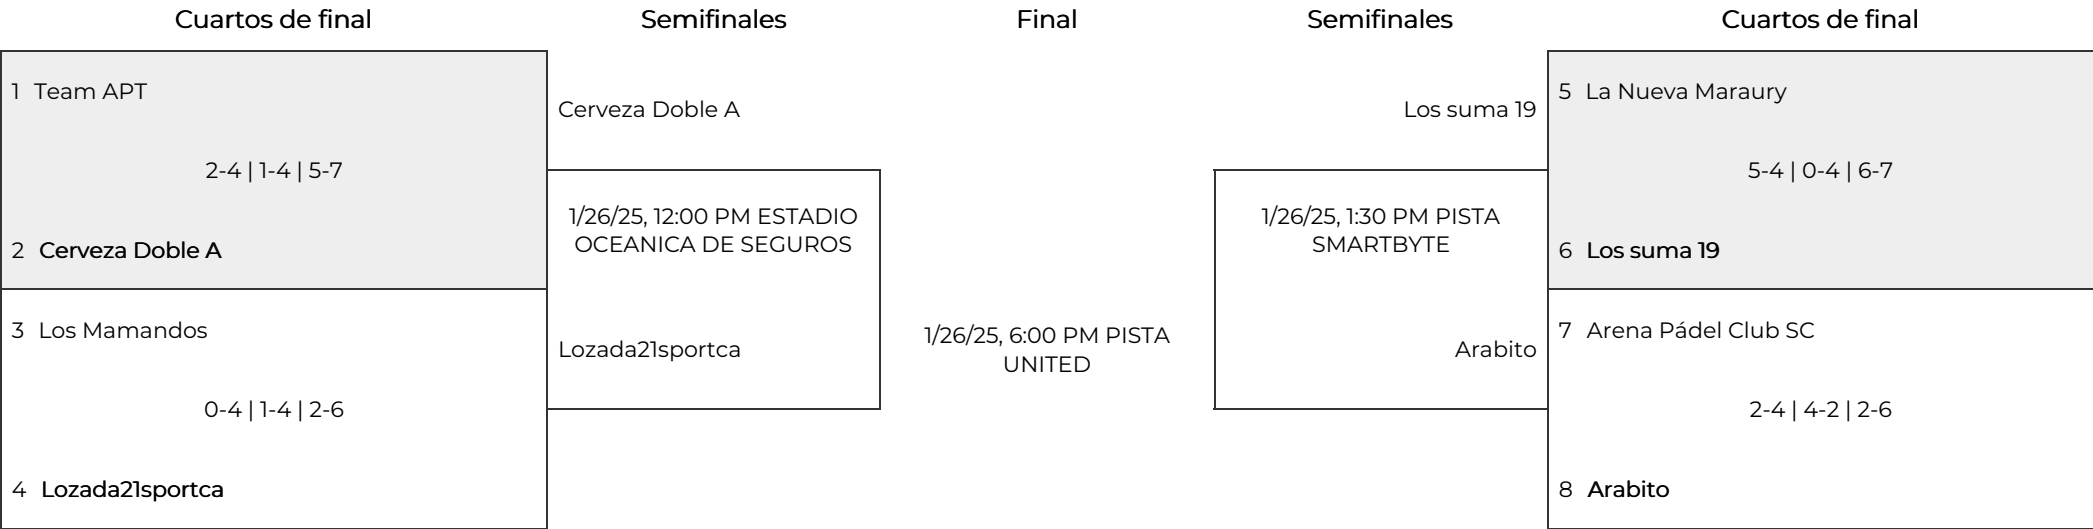 Cuartos de final
Semifinales
Final
Semifinales
Cuartos de final
1 Team APT
2-4 | 1-4 | 5-7
2 Cerveza Doble A
3 Los Mamandos
0-4 | 1-4 | 2-6
4 Lozada21sportca
Cerveza Doble A
1/26/25, 12:00 PM ESTADIO
OCEANICA DE SEGUROS
Lozada21sportca
1/26/25, 6:00 PM PISTA
UNITED
Los suma 19
1/26/25, 1:30 PM PISTA
SMARTBYTE
Arabito
5 La Nueva Maraury
5-4 | 0-4 | 6-7
6 Los suma 19
7 Arena Pádel Club SC
2-4 | 4-2 | 2-6
8 Arabito